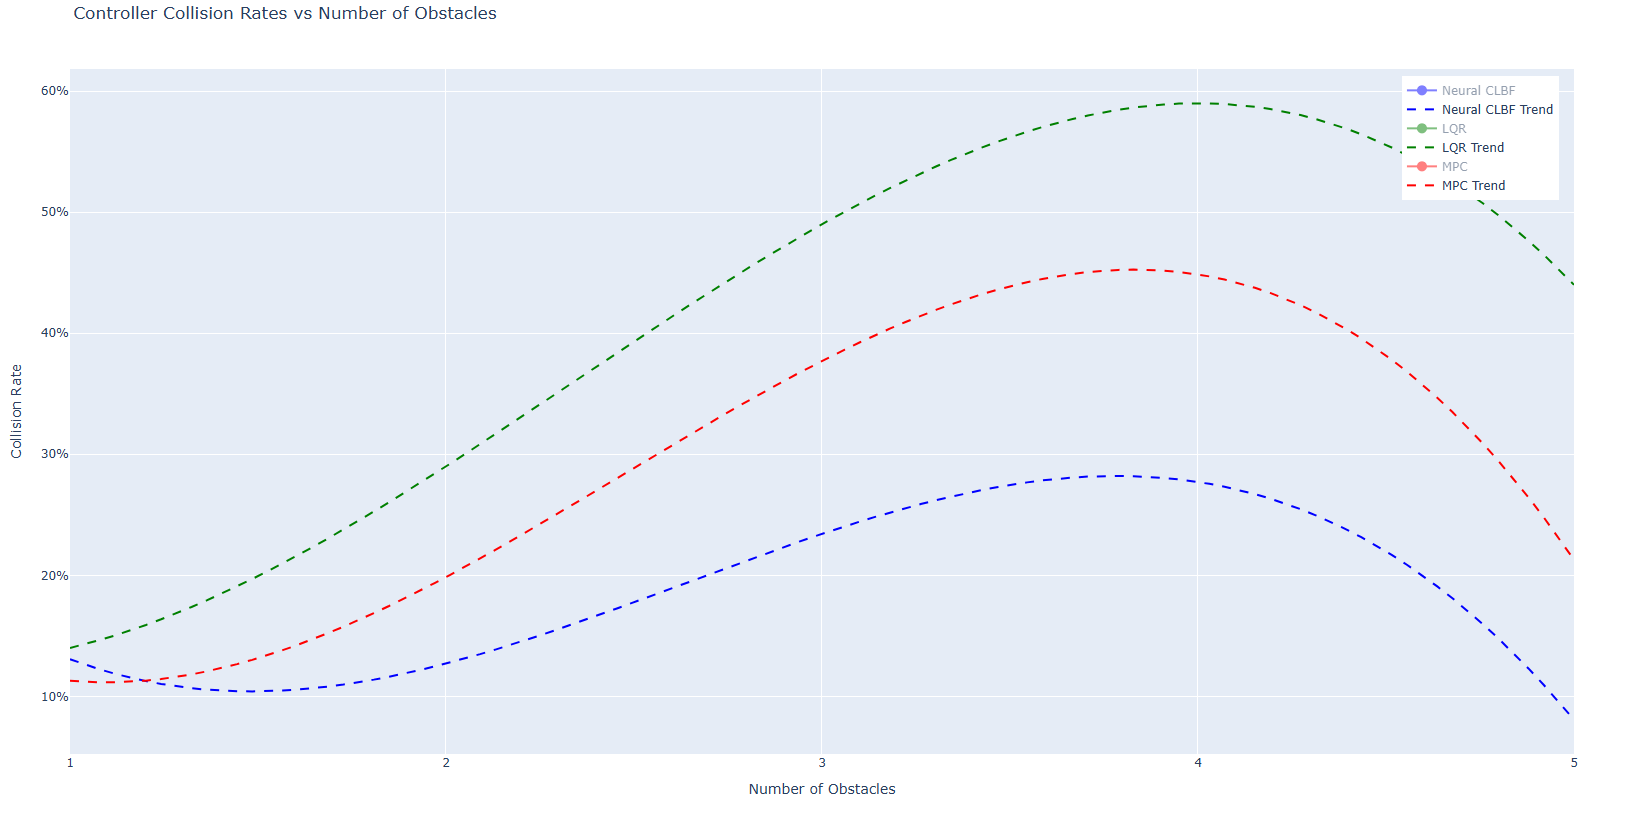 Controller Collision Rates vs Number of Obstacles
60%
50%
40%
30%
20%
10%
Collision Rate
1
2
3
4
5
Number of Obstacles
Neural CLBF
Neural CLBF Trend
LQR
LQR Trend
MPC
MPC Trend